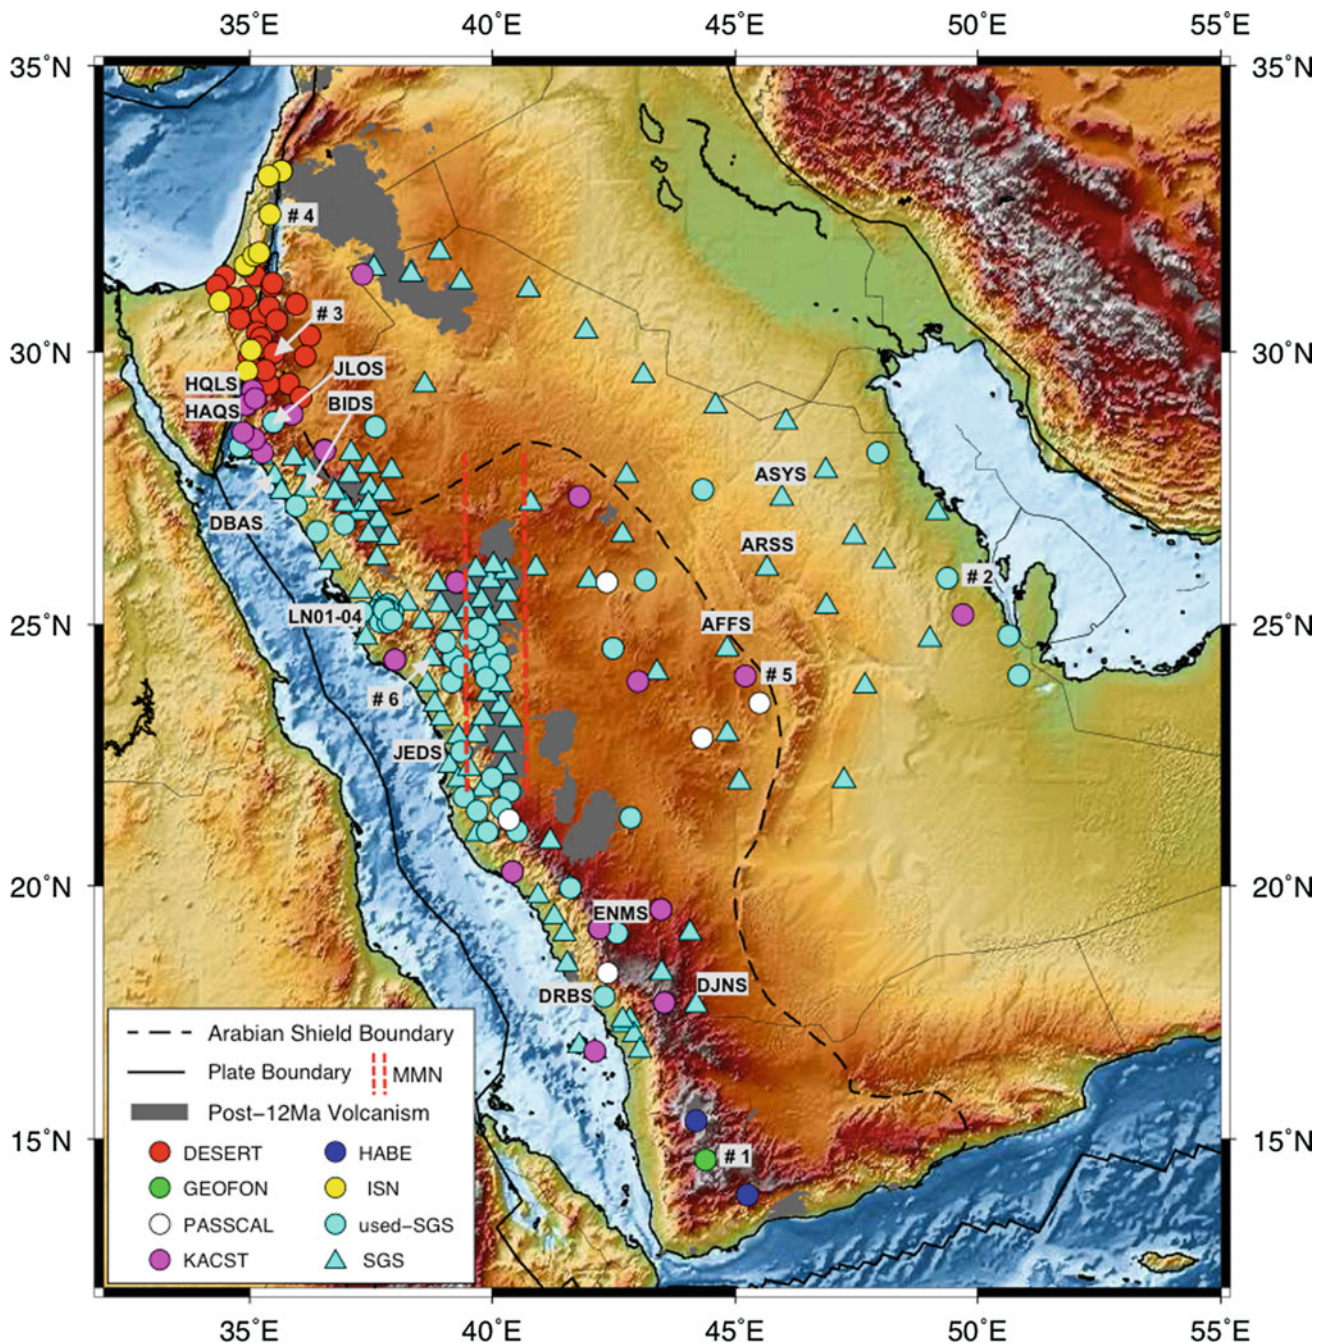 35°E 40°E 45°E 50°E 55°E
35°N 35°N
# 4
# 3
30°N 30°N
JLOS
HQLS
BIDS
HAQS
ASYS
DBAS
ARSS
# 2
LN01-04
25°N 25°N
AFFS
# 5
# 6
JEDS
20°N 20°N
ENMS
DJNS
DRBS
Arabian Shield Boundary
Plate Boundary MMN
Post-12Ma Volcanism
15°N 15°N
DESERT HABE
# 1
GEOFON ISN
PASSCAL used-SGS
KACST SGS
35°E 40°E 45°E 50°E 55°E